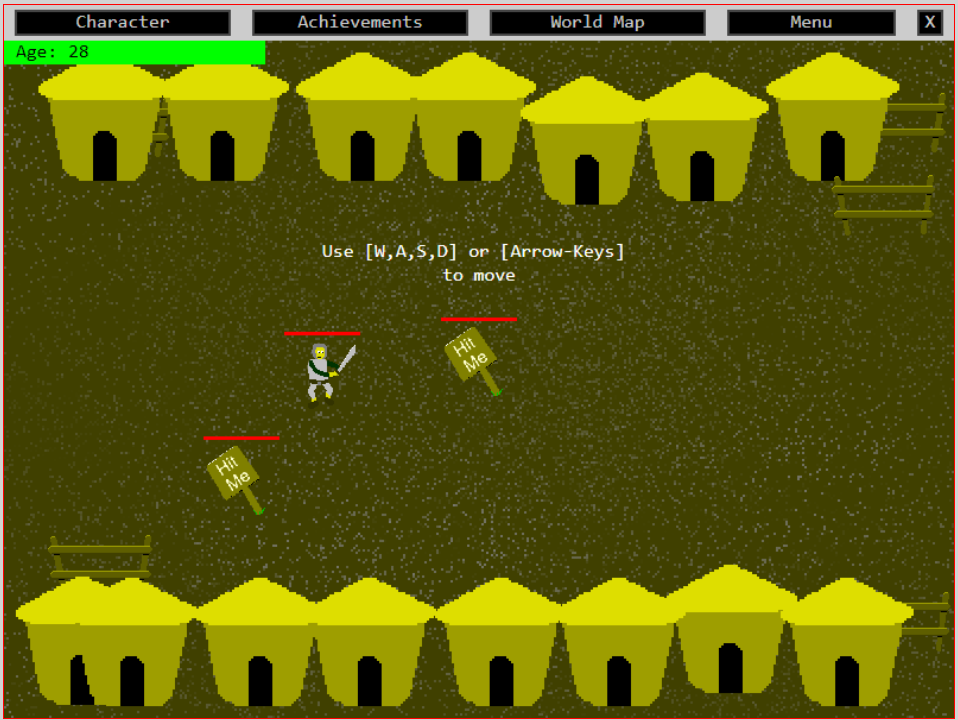 Character
Achievements
World Map
Menu
X
Age: 28
Use [W,A,S,D] or [Arrow-Keys]
to move
Hit
Me
Hit
Me